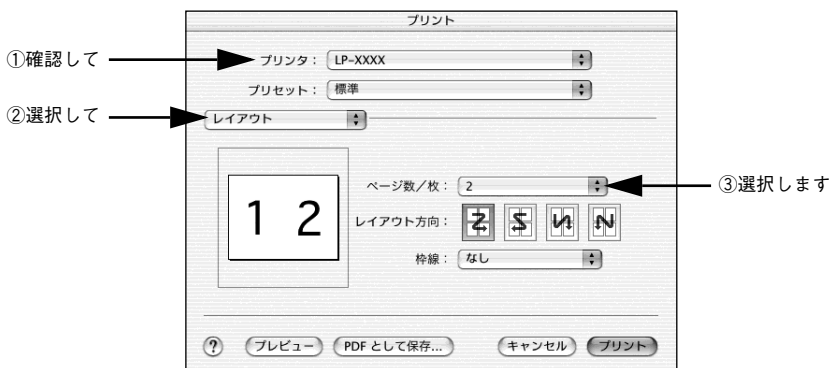 プリント
①確認して
プリンタ： LP-XXXX
プリセット： 標準
②選択して
レイアウト
ページ数／枚： 2
③選択します
1 2
レイアウト方向：
枠線： なし
? プレビュー PDF として保存... キャンセル プリント